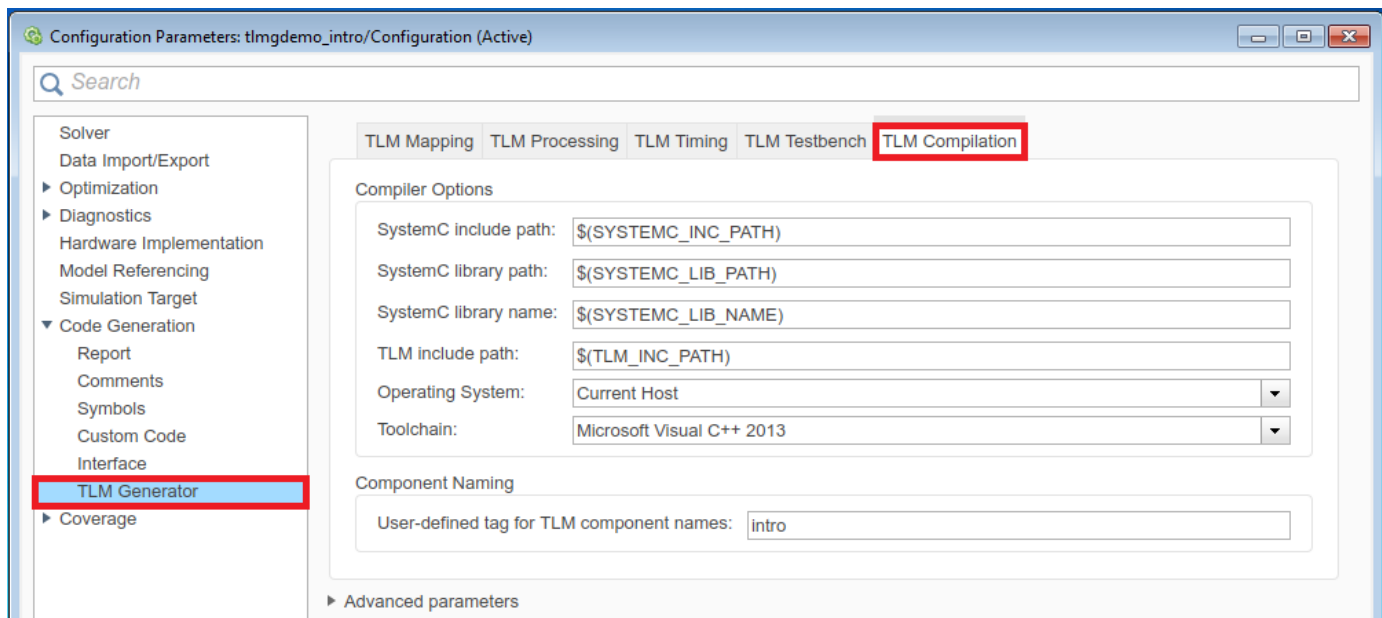 Configuration Parameters: tlmgdemo_intro/Configuration (Active)
Search
Solver
Data Import/Export
Optimization
Diagnostics
Hardware Implementation
Model Referencing
Simulation Target
Code Generation
Report
Comments
Symbols
Custom Code
Interface
TLM Generator
Coverage
TLM Mapping TLM Processing TLM Timing TLM Testbench TLM Compilation
Compiler Options
SystemC include path: $(SYSTEMC_INC_PATH)
SystemC library path: $(SYSTEMC_LIB_PATH)
SystemC library name: $(SYSTEMC_LIB_NAME)
TLM include path: $(TLM_INC_PATH)
Operating System: Current Host
Toolchain: Microsoft Visual C++ 2013
Component Naming
User-defined tag for TLM component names: intro
Advanced parameters